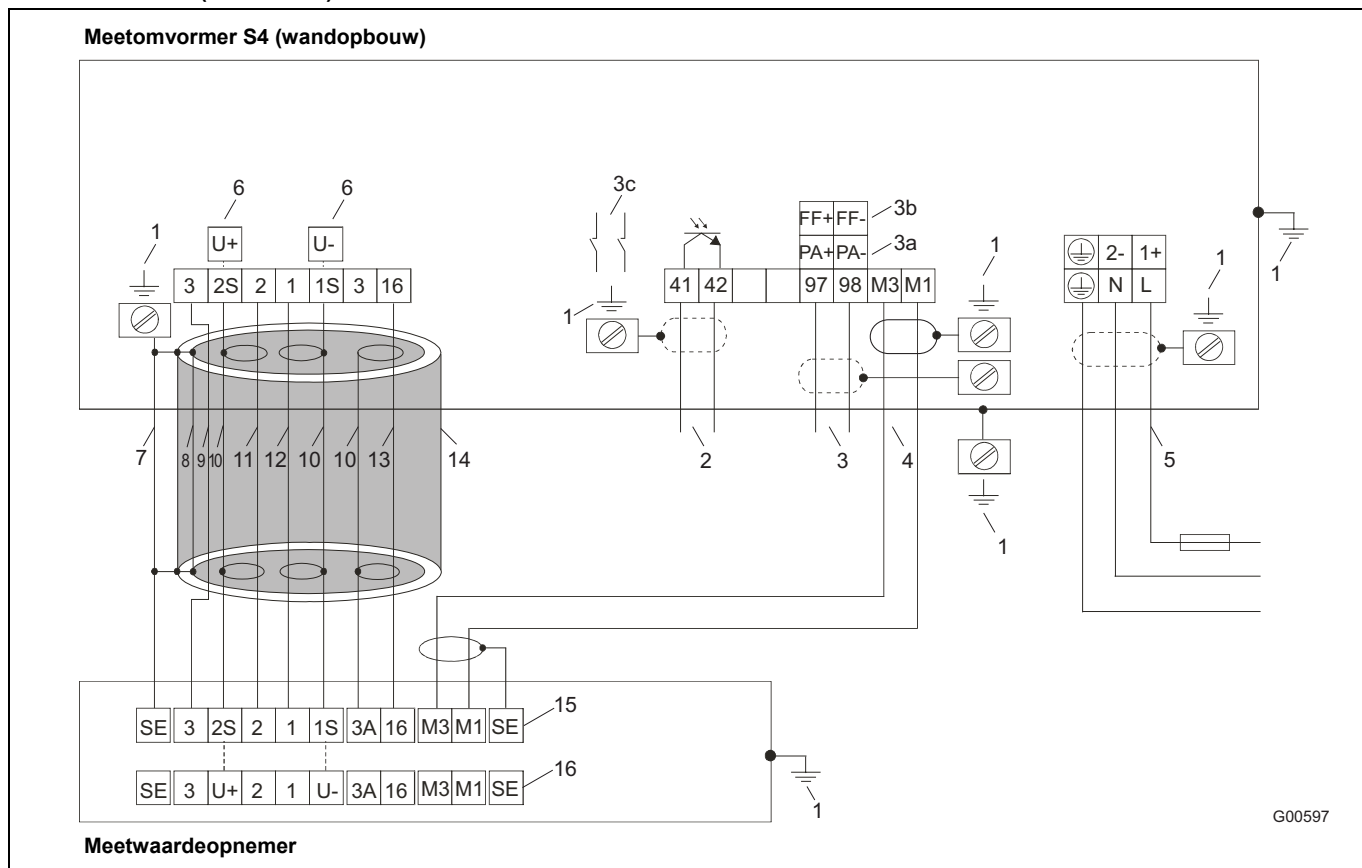 Meetomvormer S4 (wandopbouw)
6 6 3c
FF+ FF- 3b
1 U+ U- PA+ PA- 3a 1 2- 1+ 1 1
3 2S 2 1 1S 3 16 41 42 97 98 M3 M1 N L
1
7 8 9 10 11 12 10 10 13 14 2 3 4 5
1
SE 3 2S 2 1 1S 3A 16 M3 M1 SE 15
SE 3 U+ 2 1 U- 3A 16 M3 M1 SE 16
1
G00597
Meetwaardeopnemer